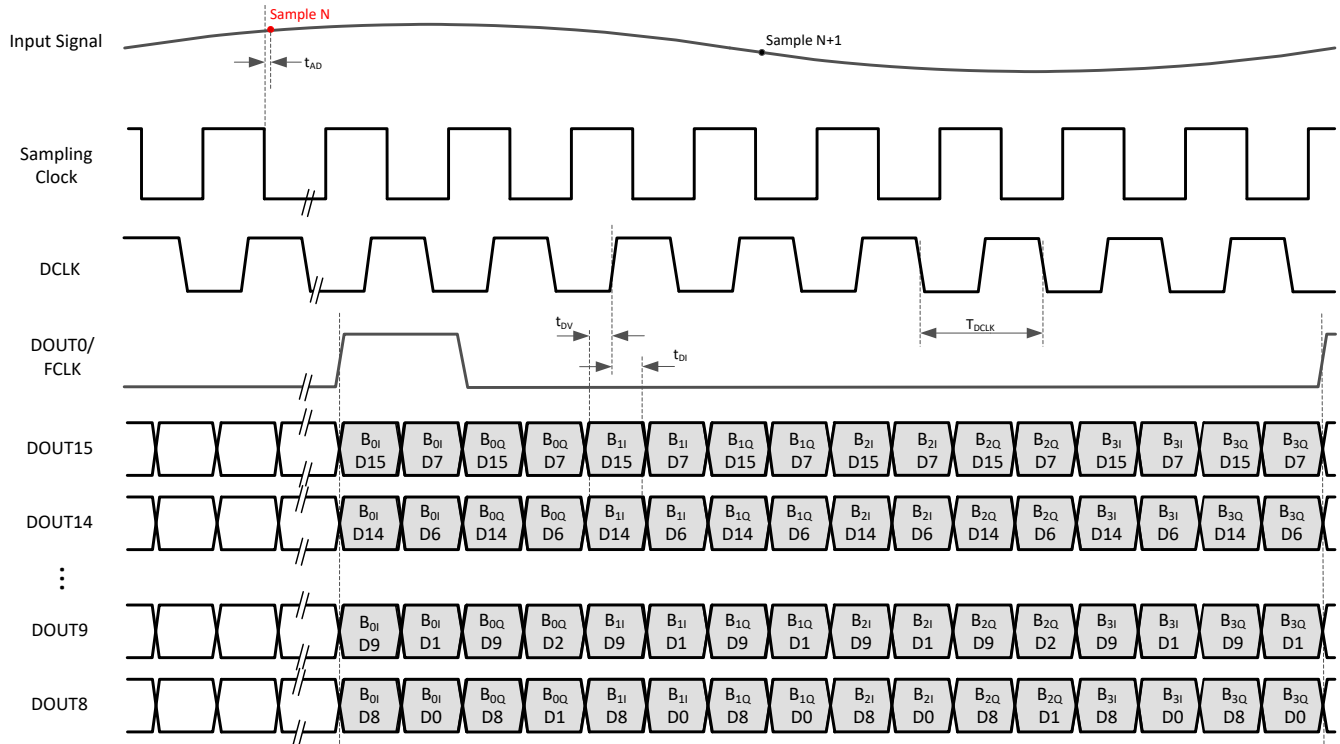 Sample N
Input Signal
Sample N+1
tAD
Sampling
Clock
DCLK
tDV
TDCLK
DOUT0/
FCLK
tDI
DOUT15
B0I B0I B0Q B0Q B1I B1I B1Q B1Q B2I B2I B2Q B2Q B3I B3I B3Q B3Q
D15 D7 D15 D7 D15 D7 D15 D7 D15 D7 D15 D7 D15 D7 D15 D7
DOUT14
B0I B0I B0Q B0Q B1I B1I B1Q B1Q B2I B2I B2Q B2Q B3I B3I B3Q B3Q
D14 D6 D14 D6 D14 D6 D14 D6 D14 D6 D14 D6 D14 D6 D14 D6
⋮
DOUT9
B0I B0I B0Q B0Q B1I B1I B1Q B1Q B2I B2I B2Q B2Q B3I B3I B3Q B3Q
D9 D1 D9 D2 D9 D1 D9 D1 D9 D1 D9 D2 D9 D1 D9 D1
DOUT8
B0I B0I B0Q B0Q B1I B1I B1Q B1Q B2I B2I B2Q B2Q B3I B3I B3Q B3Q
D8 D0 D8 D1 D8 D0 D8 D0 D8 D0 D8 D1 D8 D0 D8 D0